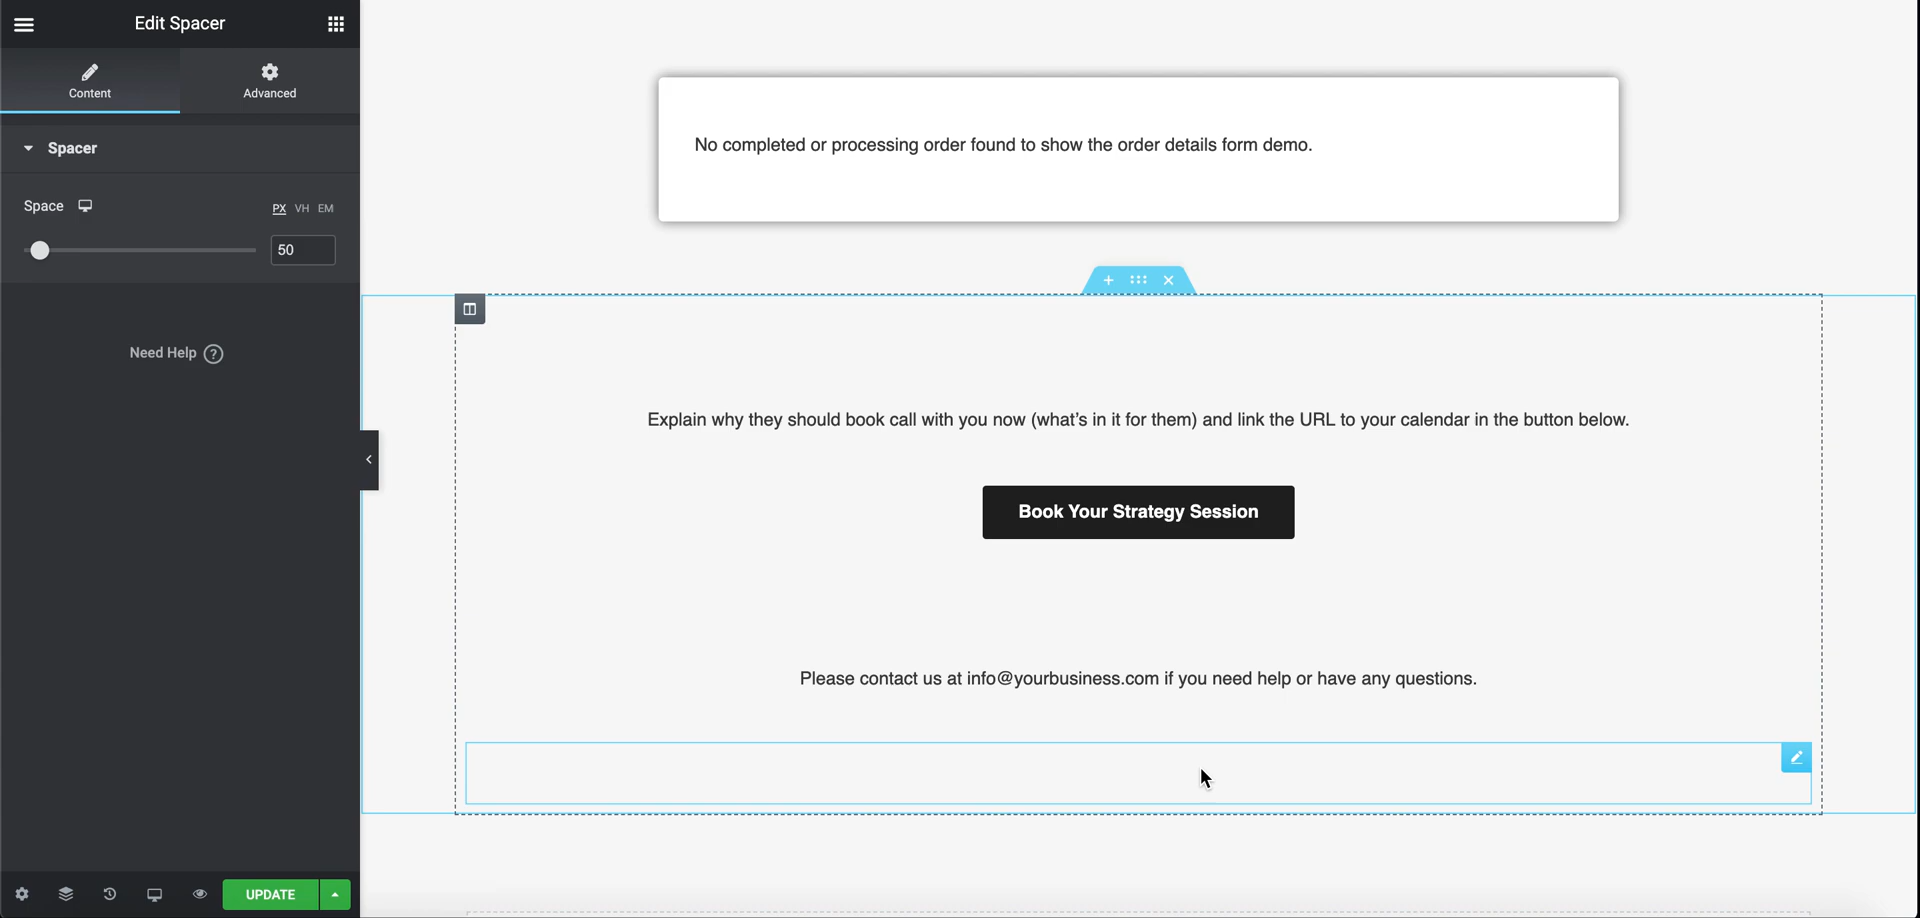 Edit Spacer
Content
Advanced
Spacer
Space
PX VH EM
50
Need Help ?
UPDATE
No completed or processing order found to show the order details form demo.
Explain why they should book call with you now (what's in it for them) and link the URL to your calendar in the button below.
Book Your Strategy Session
Please contact us at info@yourbusiness.com if you need help or have any questions.